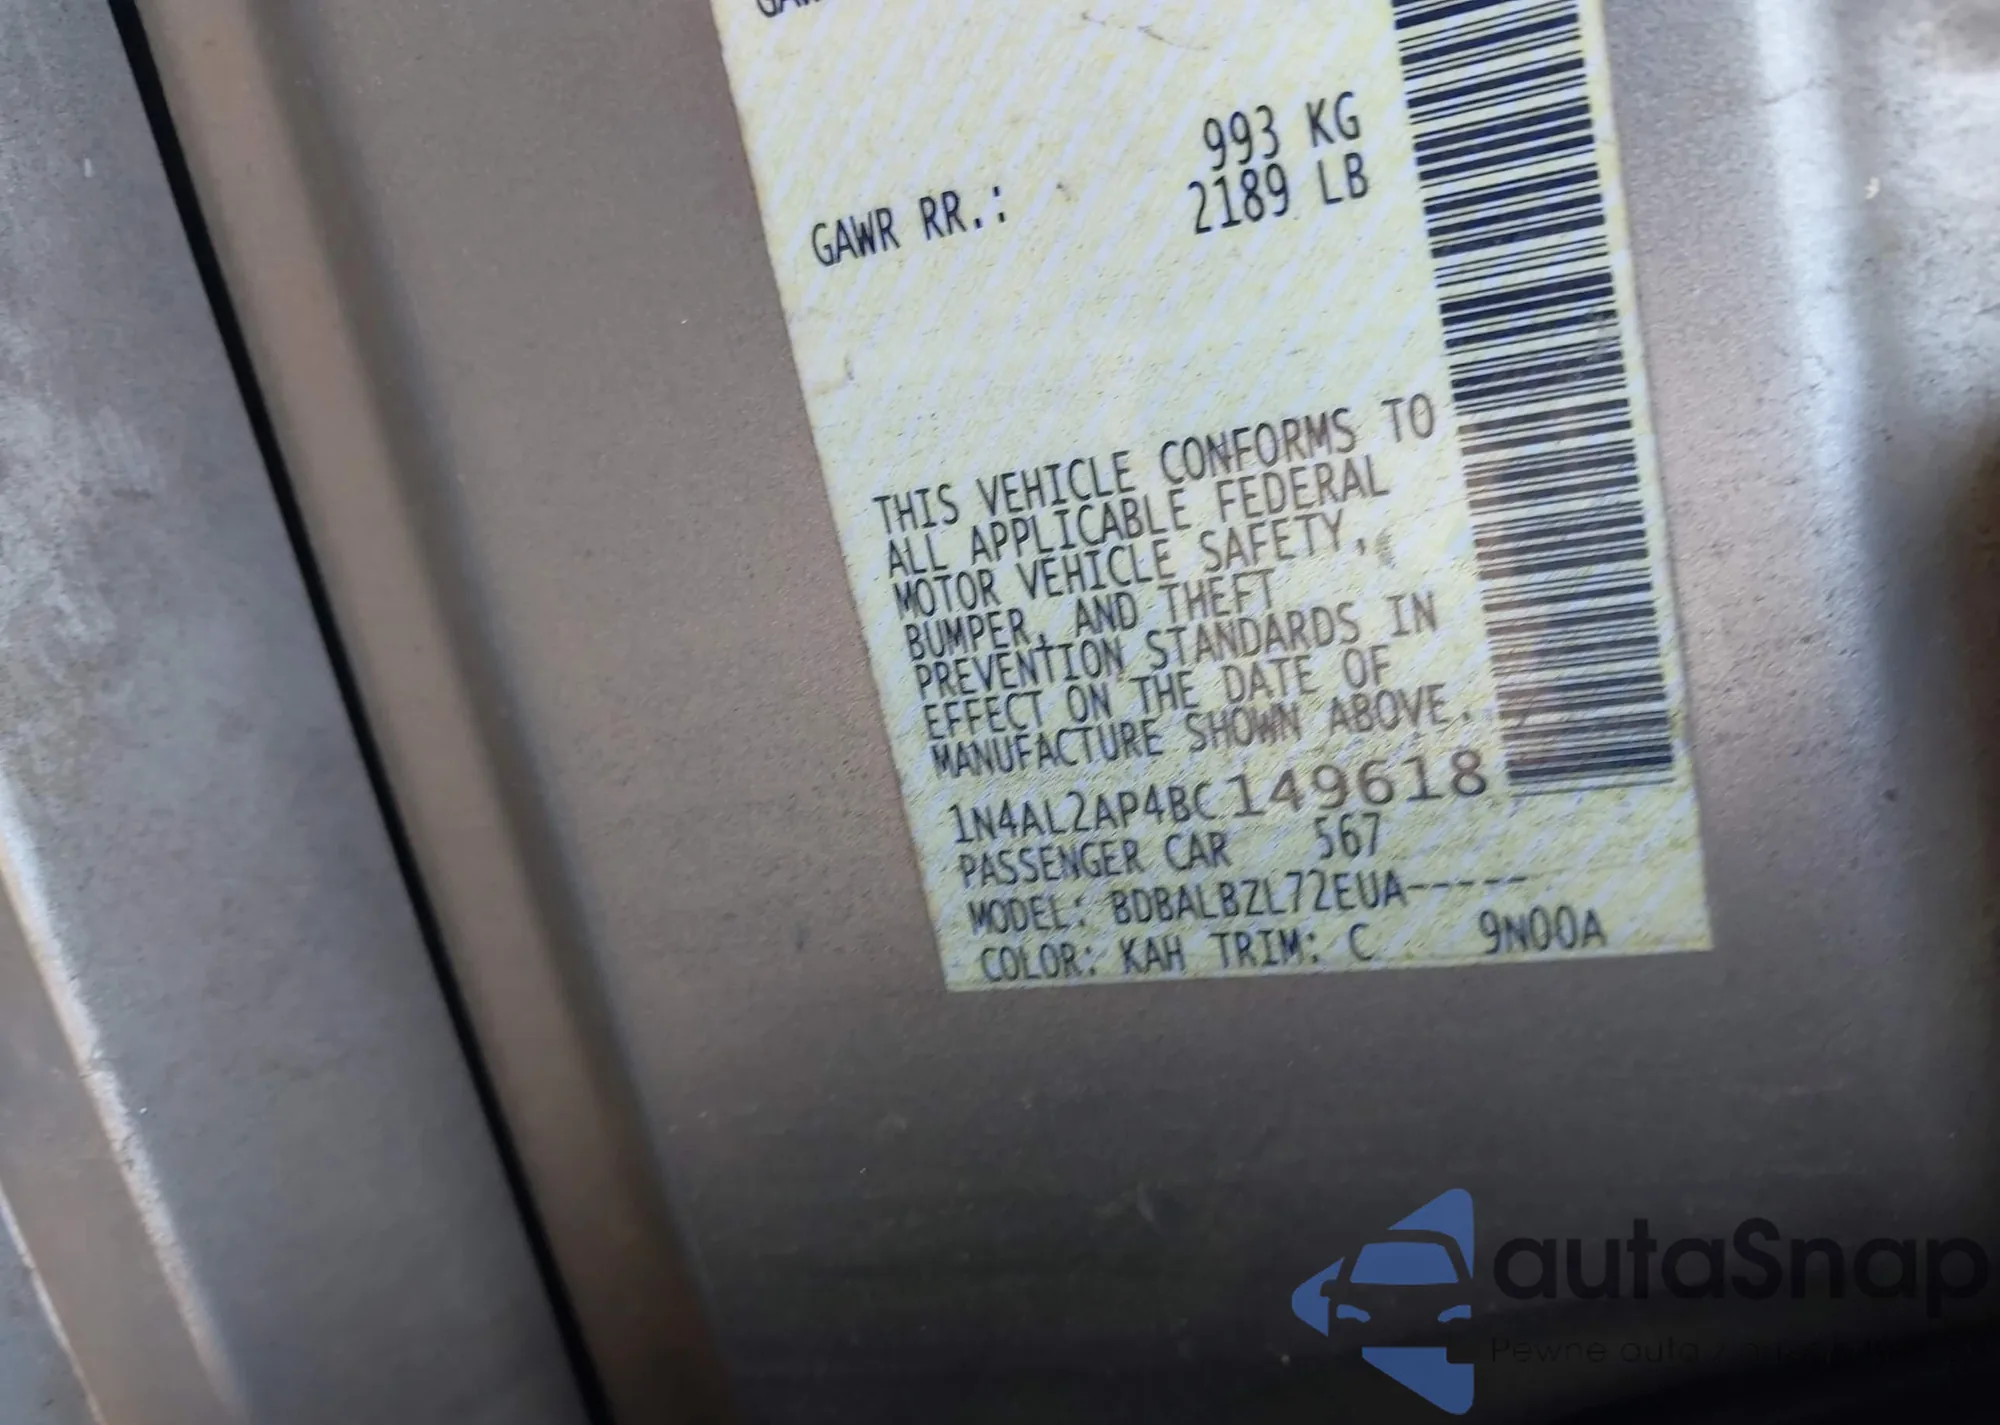 993 KG
GAWR RR.: 2189 LB
THIS VEHICLE CONFORMS TO
ALL APPLICABLE FEDERAL
MOTOR VEHICLE SAFETY,
BUMPER, AND THEFT
PREVENTION STANDARDS IN
EFFECT ON THE DATE OF
MANUFACTURE SHOWN ABOVE.
1N4AL2AP4BC149618
PASSENGER CAR 567
MODEL: BDBALBZL72EUA-----
COLOR: KAH TRIM: C 9N00A
autaSnap
Pewne auta